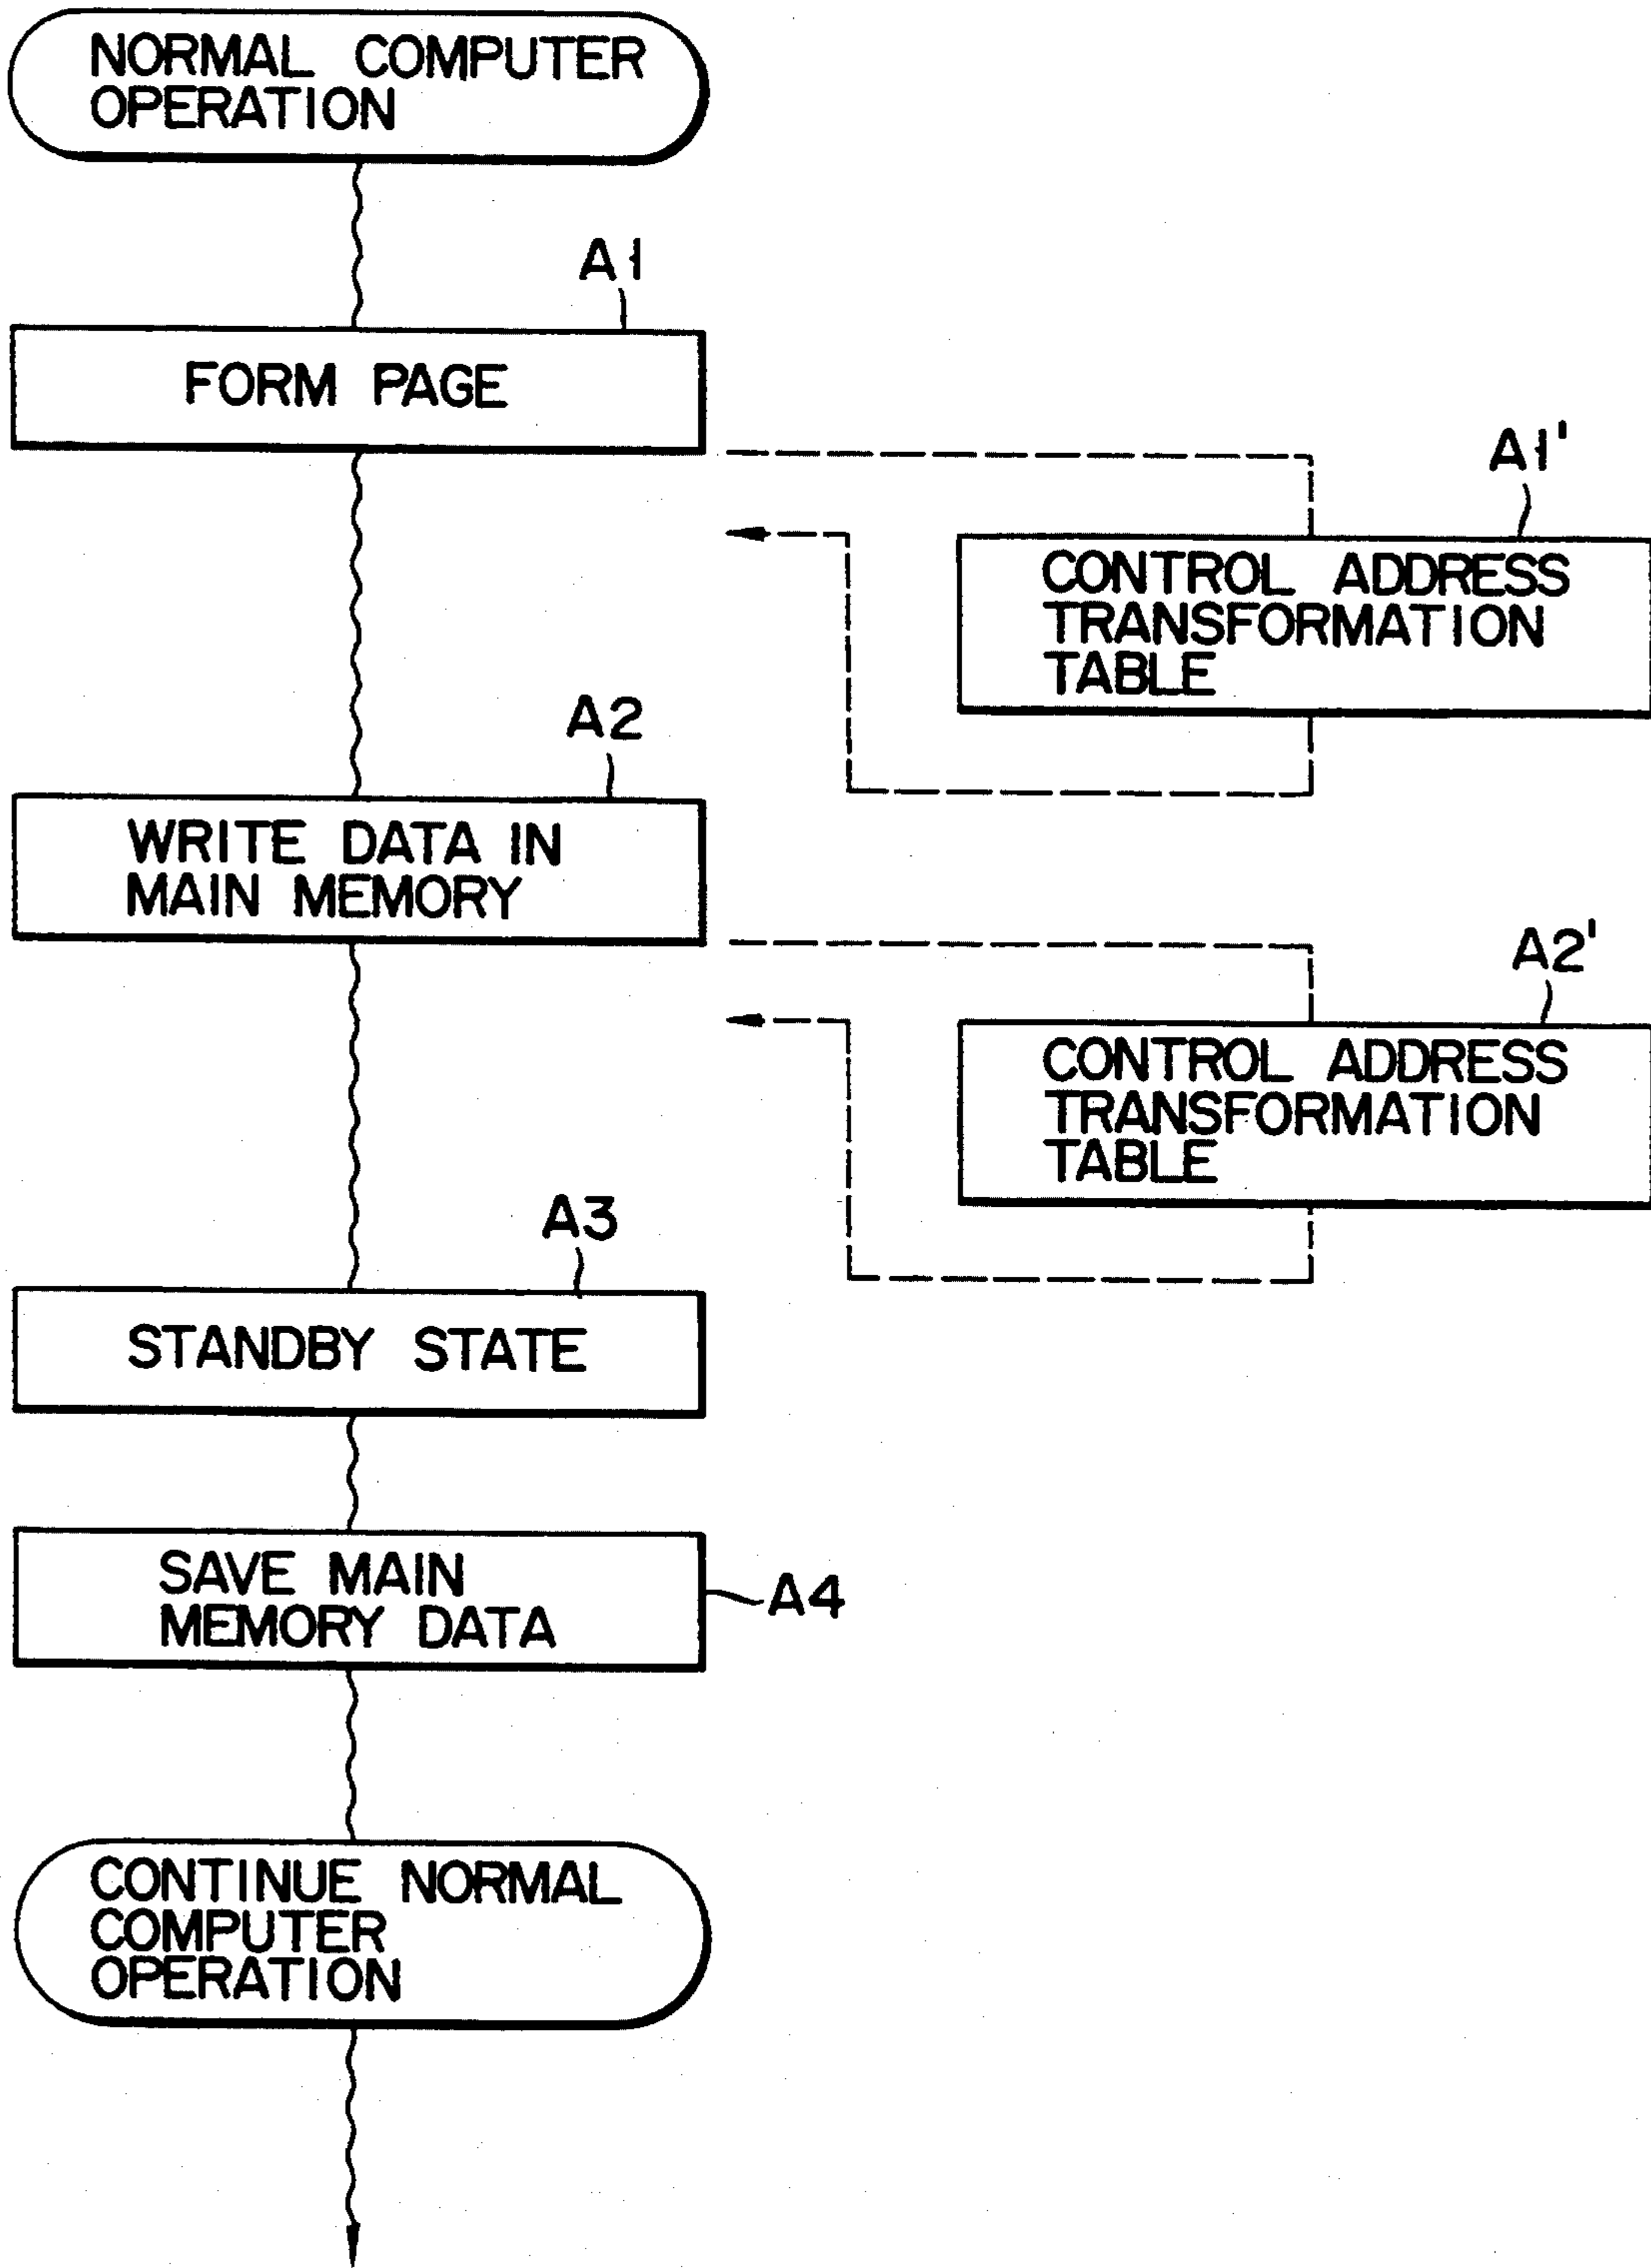 NORMAL COMPUTER
OPERATION
A1
FORM PAGE
A1'
CONTROL ADDRESS
TRANSFORMATION
TABLE
A2
WRITE DATA IN
MAIN MEMORY
A2'
CONTROL ADDRESS
TRANSFORMATION
TABLE
A3
STANDBY STATE
SAVE MAIN
MEMORY DATA
A4
CONTINUE NORMAL
COMPUTER
OPERATION